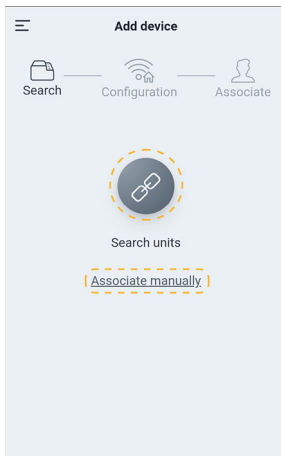 Add device
Search
Configuration
Associate
Search units
Associate manually